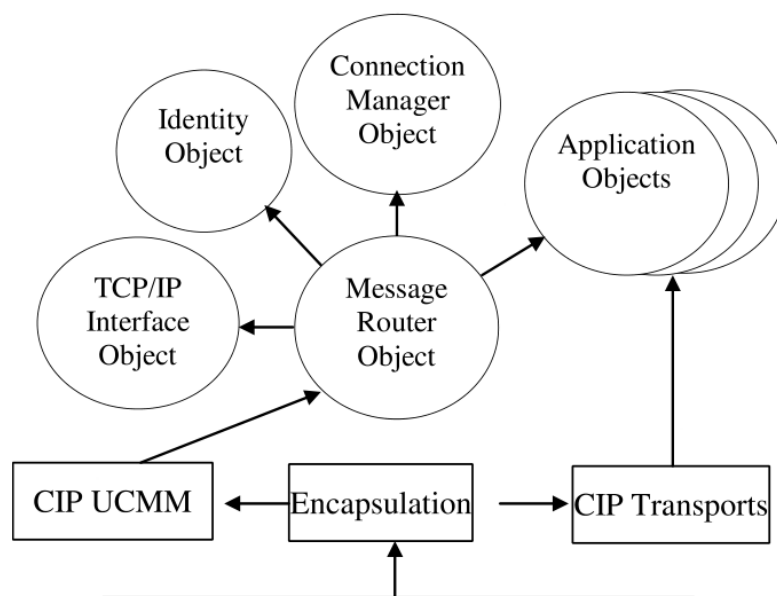 Connection
Manager
Object
Identity
Object
Application
Objects
TCP/IP
Interface
Object
Message
Router
Object
CIP UCMM
Encapsulation
CIP Transports